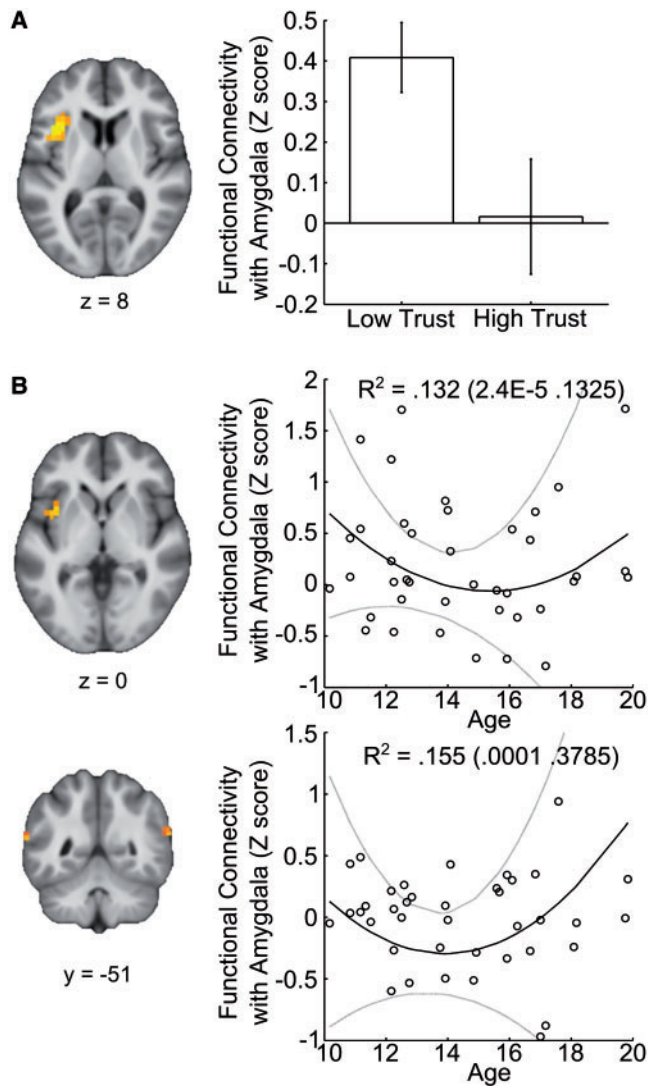 A
Functional Connectivity
with Amygdala (Z score)
0.5
0.4
0.3
0.2
0.1
0
-0.1
-0.2
Low Trust High Trust
z = 8
B
Functional Connectivity
with Amygdala (Z score)
R² = .132 (2.4E-5 .1325)
2
1.5
1
0.5
0
-0.5
-1
10 12 14 16 18 20
Age
z = 0
Functional Connectivity
with Amygdala (Z score)
R² = .155 (.0001 .3785)
1.5
1
0.5
0
-0.5
-1
10 12 14 16 18 20
Age
y = -51